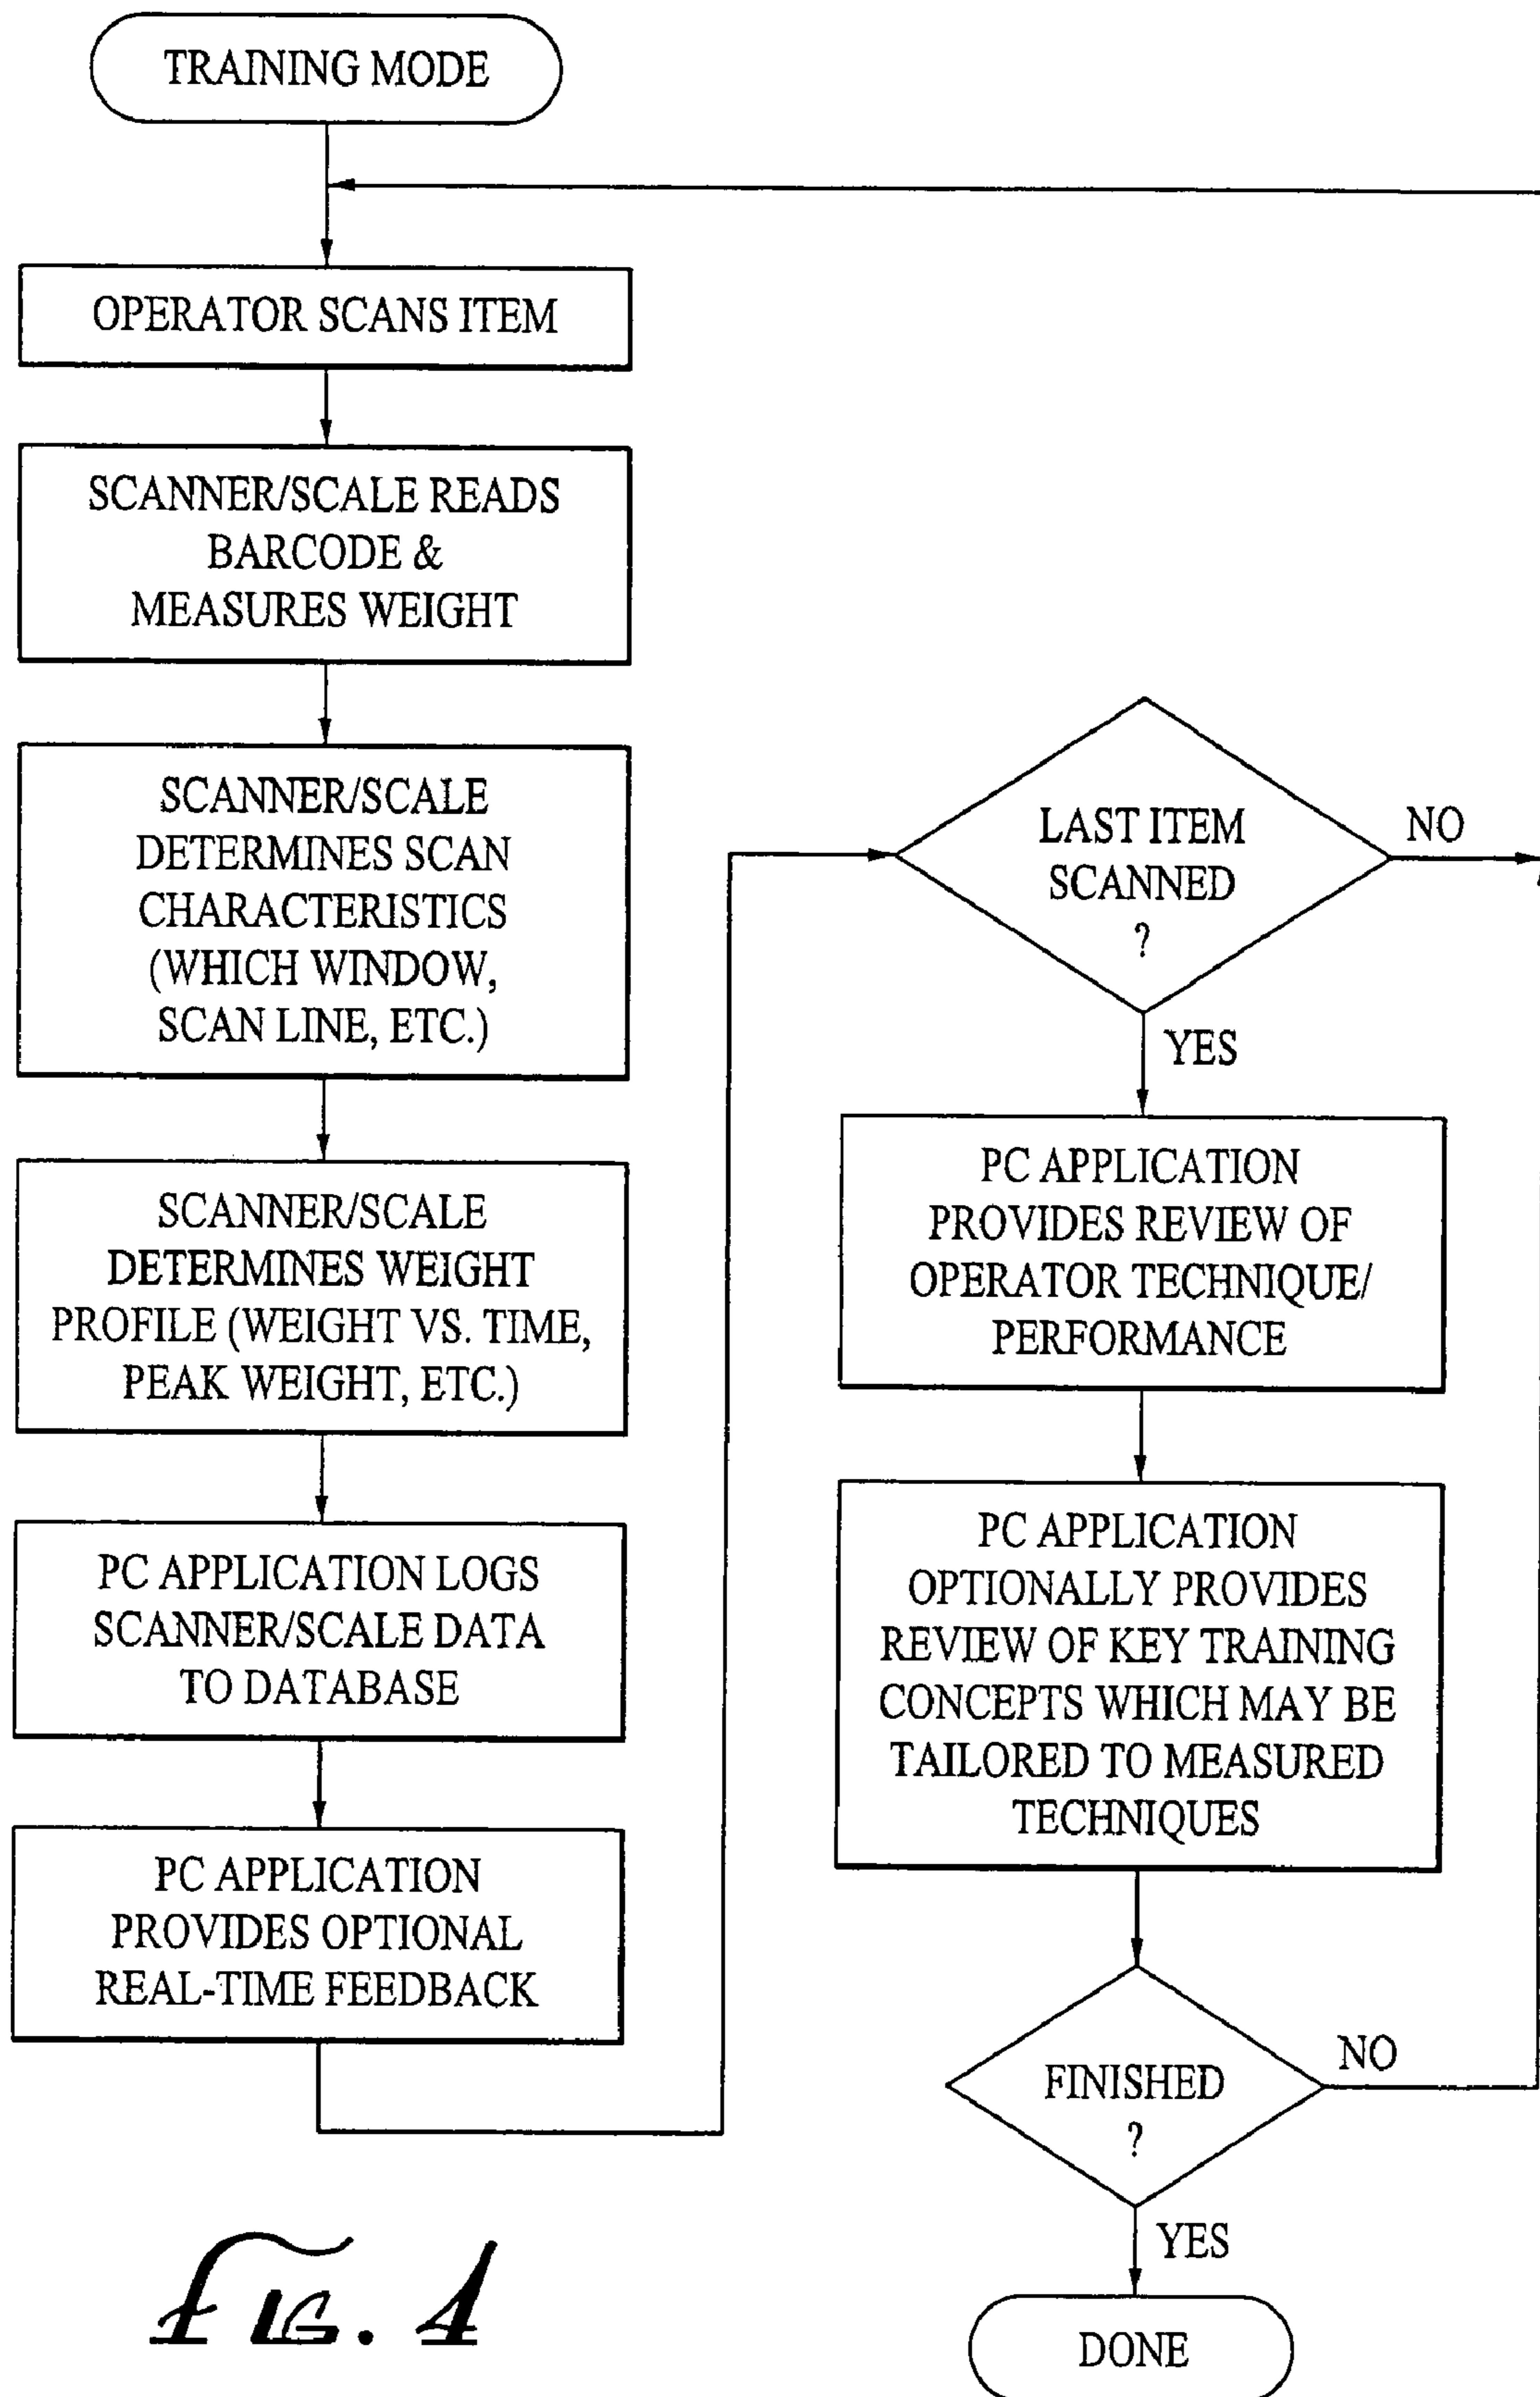 TRAINING MODE
OPERATOR SCANS ITEM
SCANNER/SCALE READS
BARCODE &
MEASURES WEIGHT
SCANNER/SCALE
DETERMINES SCAN
CHARACTERISTICS
(WHICH WINDOW,
SCAN LINE, ETC.)
SCANNER/SCALE
DETERMINES WEIGHT
PROFILE (WEIGHT VS. TIME,
PEAK WEIGHT, ETC.)
PC APPLICATION LOGS
SCANNER/SCALE DATA
TO DATABASE
PC APPLICATION
PROVIDES OPTIONAL
REAL-TIME FEEDBACK
LAST ITEM
SCANNED
?
NO
YES
PC APPLICATION
PROVIDES REVIEW OF
OPERATOR TECHNIQUE/
PERFORMANCE
PC APPLICATION
OPTIONALLY PROVIDES
REVIEW OF KEY TRAINING
CONCEPTS WHICH MAY BE
TAILORED TO MEASURED
TECHNIQUES
FINISHED
?
NO
YES
DONE
FIG. 4